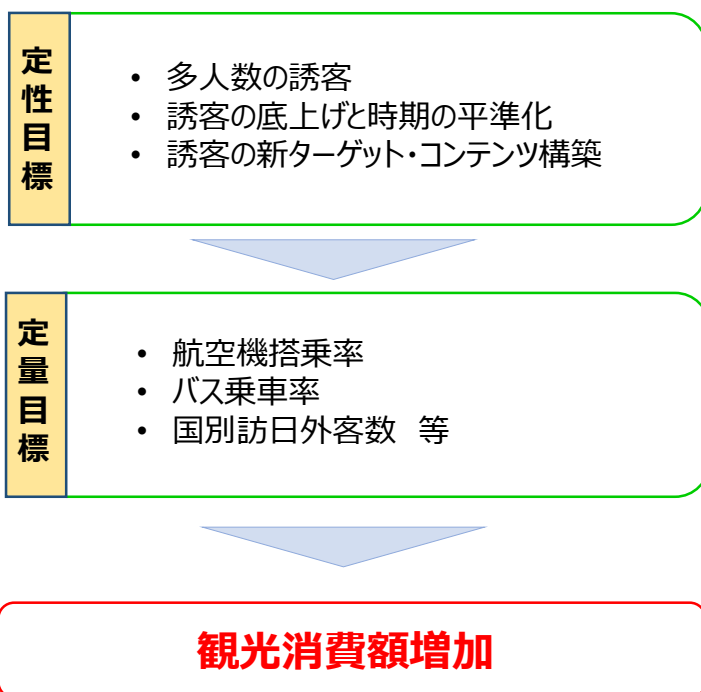 定性目標
• 多人数の誘客
• 誘客の底上げと時期の平準化
• 誘客の新ターゲット・コンテンツ構築
定量目標
• 航空機搭乗率
• バス乗車率
• 国別訪日外客数 等
観光消費額増加